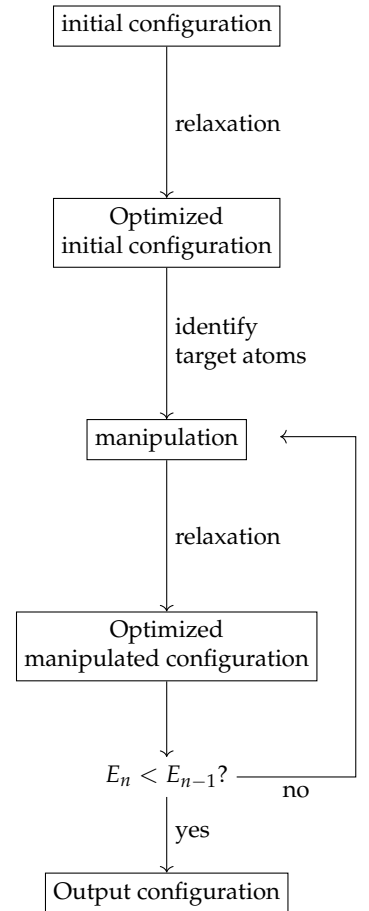 initial configuration
relaxation
Optimized
initial configuration
identify
target atoms
manipulation
relaxation
Optimized
manipulated configuration
E_n < E_{n−1}?
no
yes
Output configuration